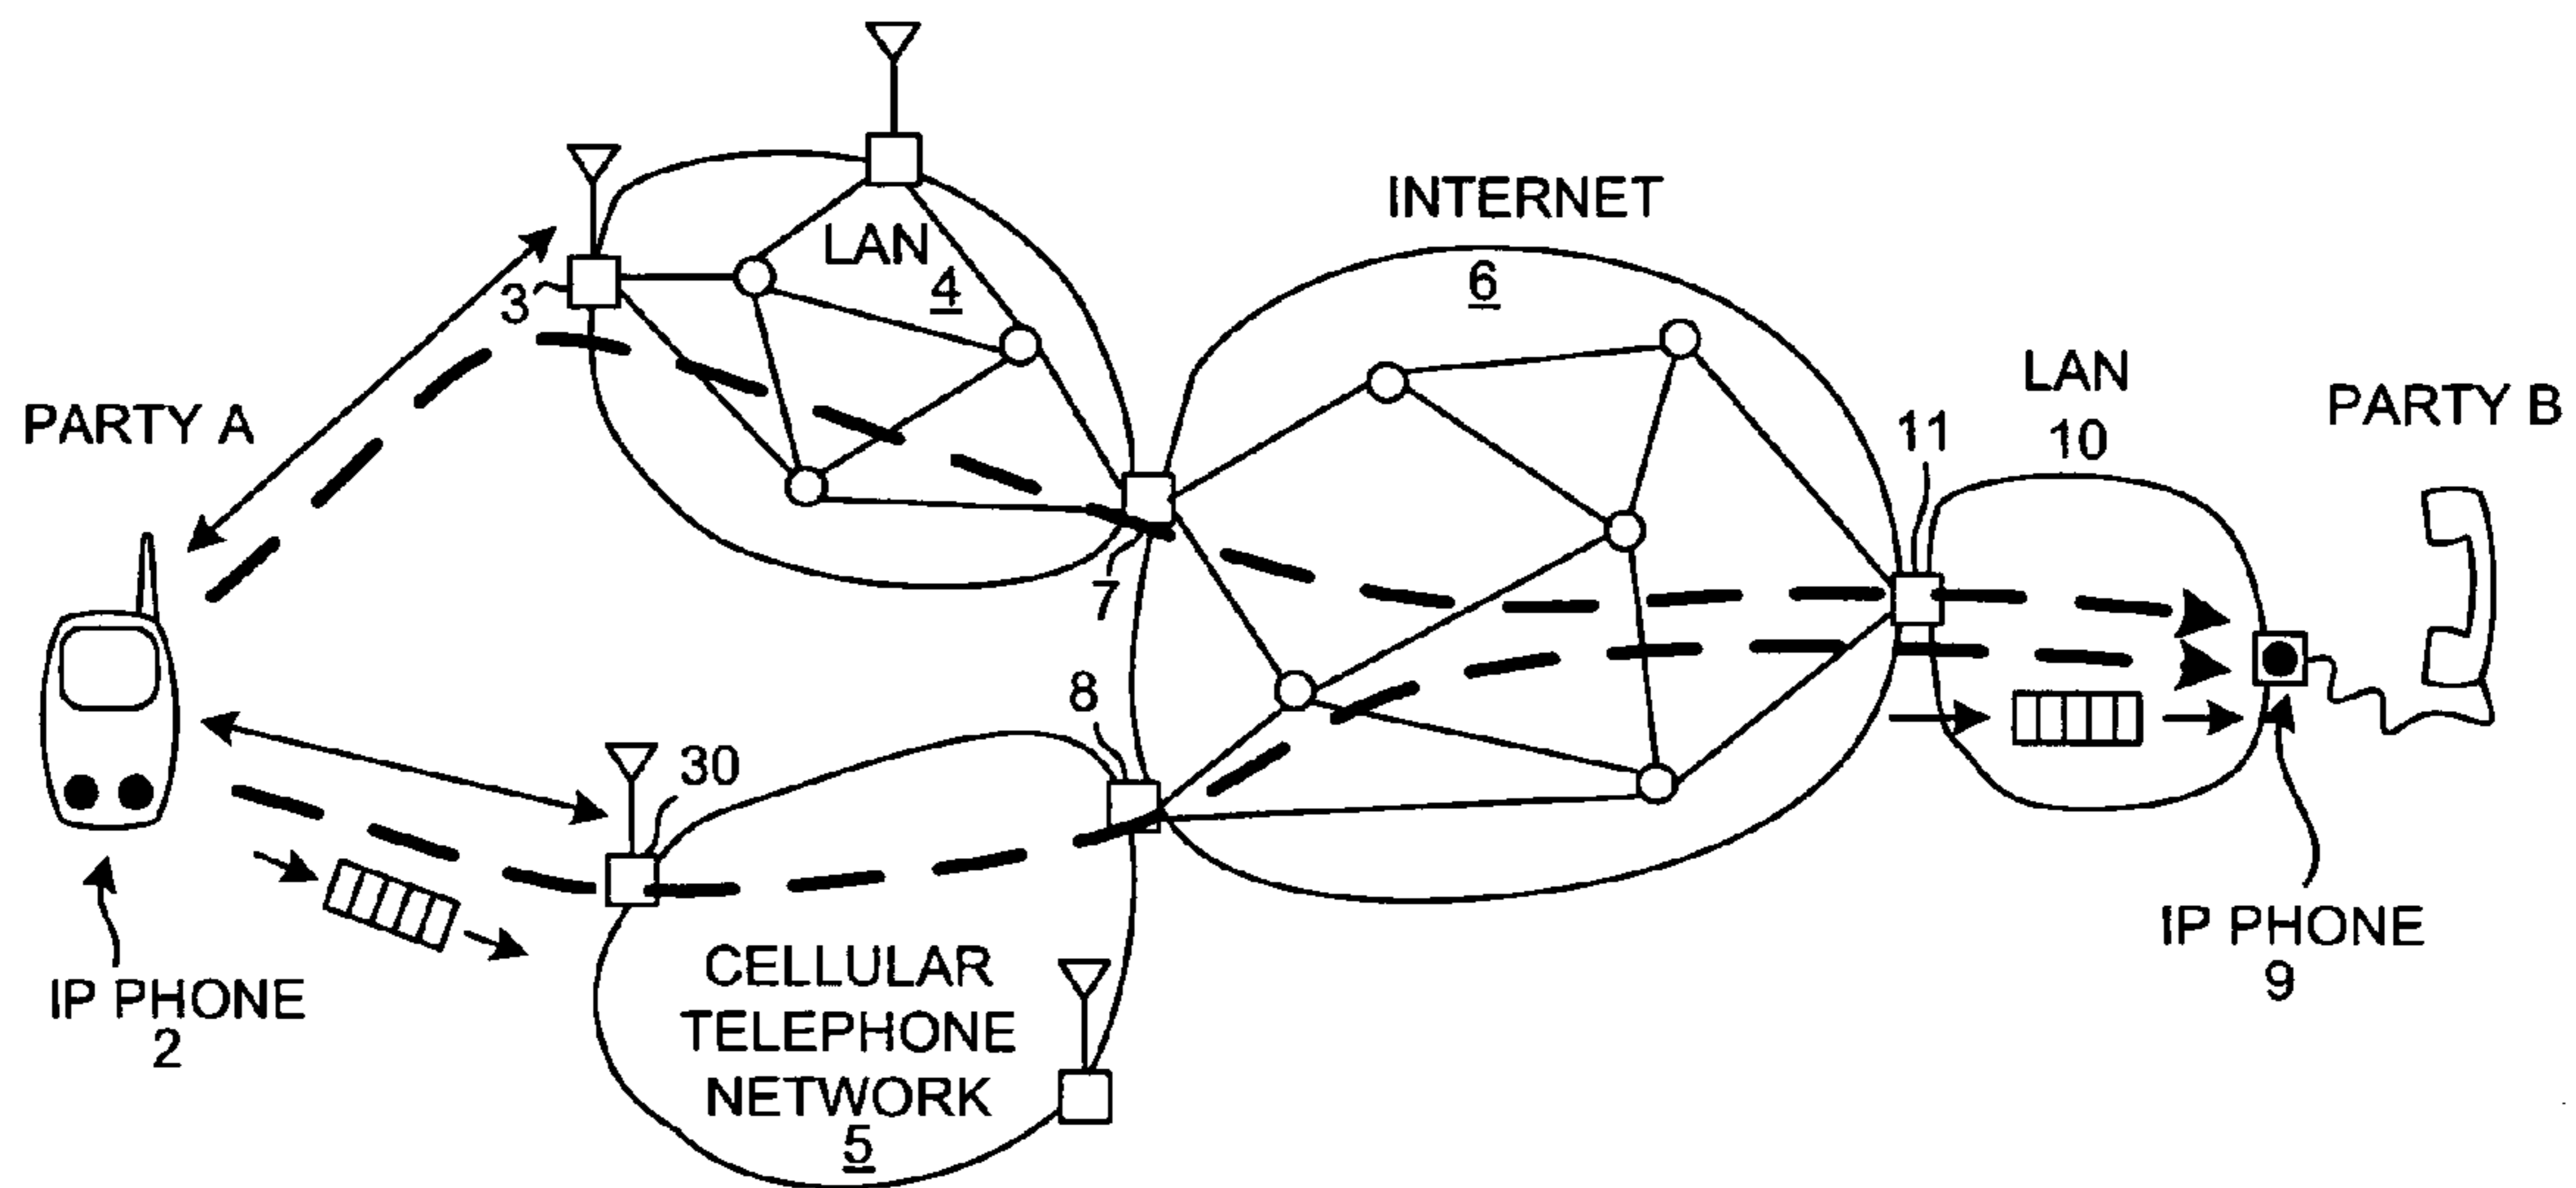 INTERNET
LAN
4
6
3
LAN
10
11
PARTY A
PARTY B
7
8
30
IP PHONE
2
CELLULAR
TELEPHONE
NETWORK
5
IP PHONE
9